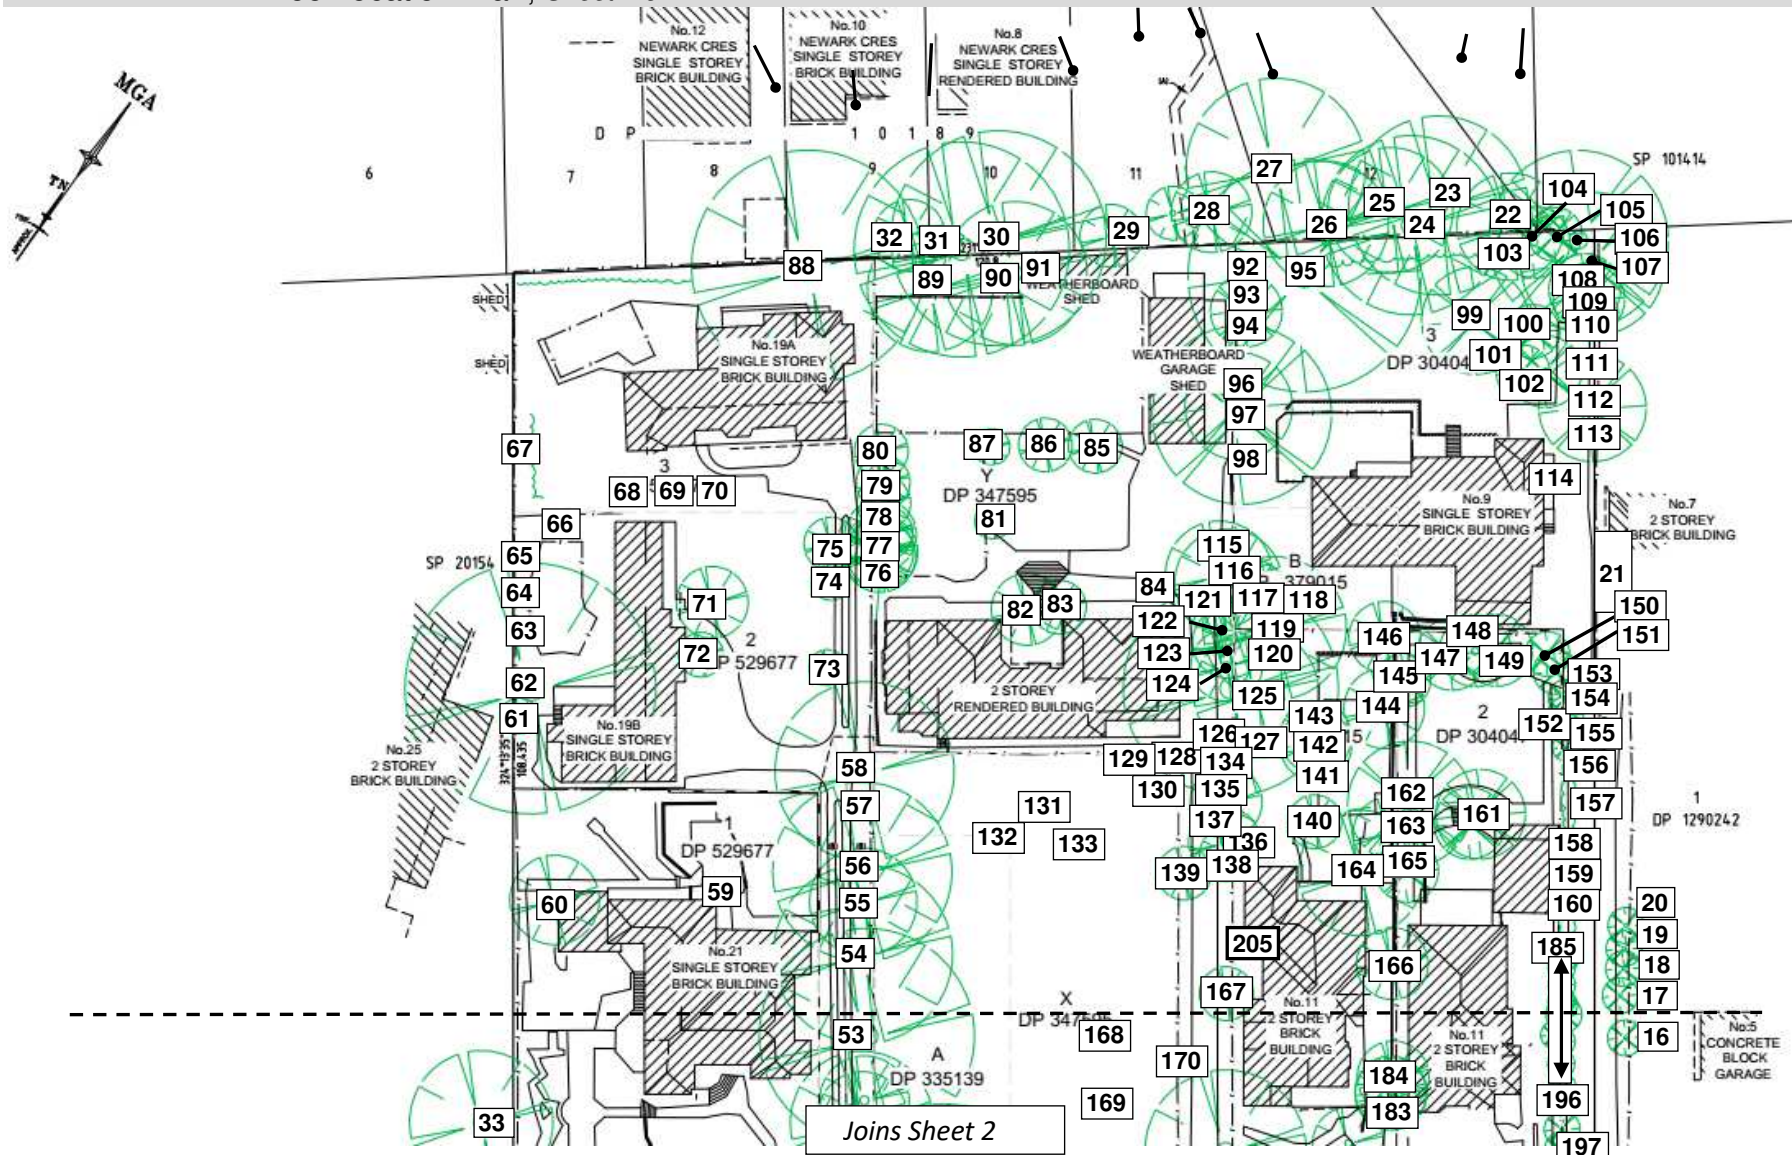 No.12
NEWARK CRES
SINGLE STOREY
BRICK BUILDING
No.10
NEWARK CRES
SINGLE STOREY
BRICK BUILDING
No.8
NEWARK CRES
SINGLE STOREY
RENDERED BUILDING
MGA
TN
D P 1 0 1 8 9
6
7
8
9
10
11
12
SP 101414
27
28
25
23
104
105
106
107
22
24
26
103
108
32
31
30
29
88
89
90
91
WEATHERBOARD
SHED
92
93
94
95
99
100
101
102
109
110
111
112
113
SHED
SHED
No.19A
SINGLE STOREY
BRICK BUILDING
WEATHERBOARD
GARAGE
SHED
3
DP 30404
96
97
98
67
80
87
86
85
3
68
69
70
79
Y
DP 347595
No.9
SINGLE STOREY
BRICK BUILDING
114
No.7
2 STOREY
BRICK BUILDING
66
78
81
65
75
77
76
74
SP 20154
64
63
62
61
71
72
2
P 529677
73
82
83
84
115
116
B
379015
21
121
117
118
122
119
123
120
124
125
146
148
147
149
145
144
150
151
153
154
152
155
156
157
2 STOREY
RENDERED BUILDING
No.19B
SINGLE STOREY
BRICK BUILDING
No.25
2 STOREY
BRICK BUILDING
324°13'35"
108.435
2
DP 30404
143
142
15
141
126
127
128
129
134
130
135
58
57
131
132
133
137
136
138
139
140
162
163
161
164
165
158
159
160
1
DP 1290242
1
DP 529677
56
59
60
55
54
No.21
SINGLE STOREY
BRICK BUILDING
205
166
185
20
19
18
17
16
167
X
DP 347595
168
53
No.11
2 STOREY
BRICK
BUILDING
No.11
2 STOREY
BRICK
BUILDING
No.5
CONCRETE
BLOCK
GARAGE
A
DP 335139
170
169
184
183
196
197
33
Joins Sheet 2